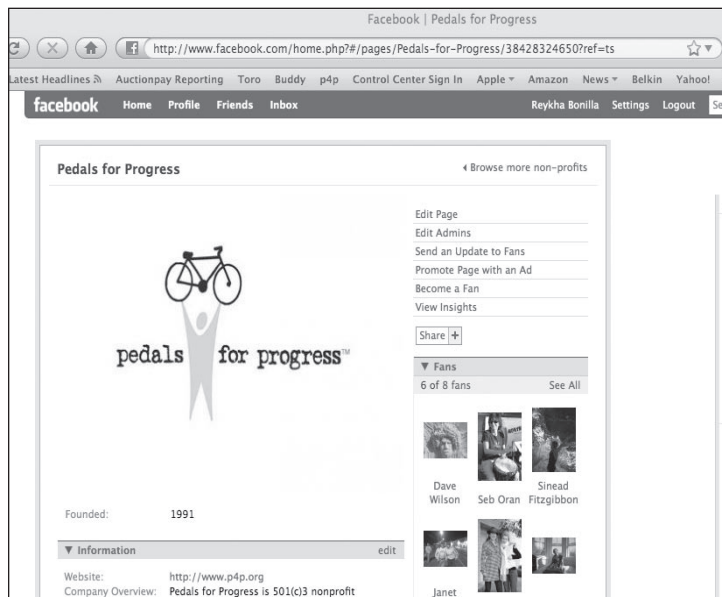 Facebook | Pedals for Progress
http://www.facebook.com/home.php?#/pages/Pedals-for-Progress/38428324650?ref=ts
Latest Headlines Auctionpay Reporting Toro Buddy p4p Control Center Sign In Apple Amazon News Belkin Yahoo!
facebook Home Profile Friends Inbox Reykha Bonilla Settings Logout
Pedals for Progress
Browse more non-profits
pedals for progress™
Founded: 1991
Information edit
Website: http://www.p4p.org
Company Overview: Pedals for Progress is 501(c)3 nonprofit
Edit Page
Edit Admins
Send an Update to Fans
Promote Page with an Ad
Become a Fan
View Insights
Share +
Fans
6 of 8 fans See All
Dave Wilson
Seb Oran
Sinead Fitzgibbon
Janet